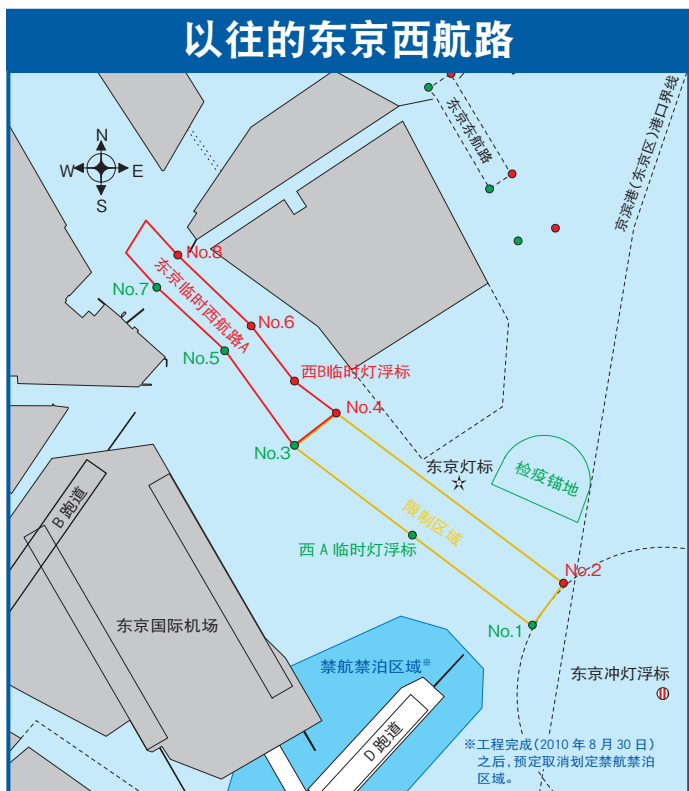 以往的东京西航路
东京东航路
京滨港(东京区)港口界线
N
W
E
S
No.8
东京临时西航路A
No.7
No.6
No.5
西B临时灯浮标
No.4
No.3
东京灯标
检疫锚地
B 跑道
限制区域
西 A 临时灯浮标
No.2
东京国际机场
No.1
禁航禁泊区域※
东京冲灯浮标
D 跑道
※工程完成(2010 年 8 月 30 日)
之后,预定取消划定禁航禁泊
区域。